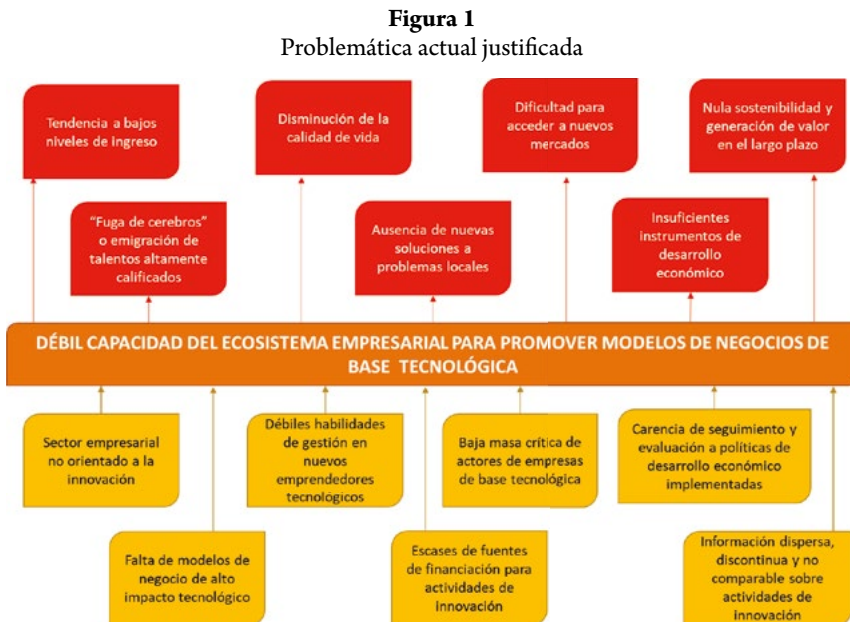 Figura 1
Problemática actual justificada
Tendencia a bajos
niveles de ingreso
Disminución de la
calidad de vida
Dificultad para
acceder a nuevos
mercados
Nula sostenibilidad y
generación de valor
en el largo plazo
"Fuga de cerebros"
o emigración de
talentos altamente
calificados
Ausencia de nuevas
soluciones a
problemas locales
Insuficientes
instrumentos de
desarrollo
económico
DÉBIL CAPACIDAD DEL ECOSISTEMA EMPRESARIAL PARA PROMOVER MODELOS DE NEGOCIOS DE
BASE TECNOLÓGICA
Sector empresarial
no orientado a la
innovación
Débiles habilidades
de gestión en
nuevos
emprendedores
tecnológicos
Baja masa crítica de
actores de empresas
de base tecnológica
Carencia de seguimiento y
evaluación a políticas de
desarrollo económico
implementadas
Falta de modelos de
negocio de alto
impacto tecnológico
Escases de fuentes
de financiación para
actividades de
innovación
Información dispersa,
discontinua y no
comparable sobre
actividades de
innovación